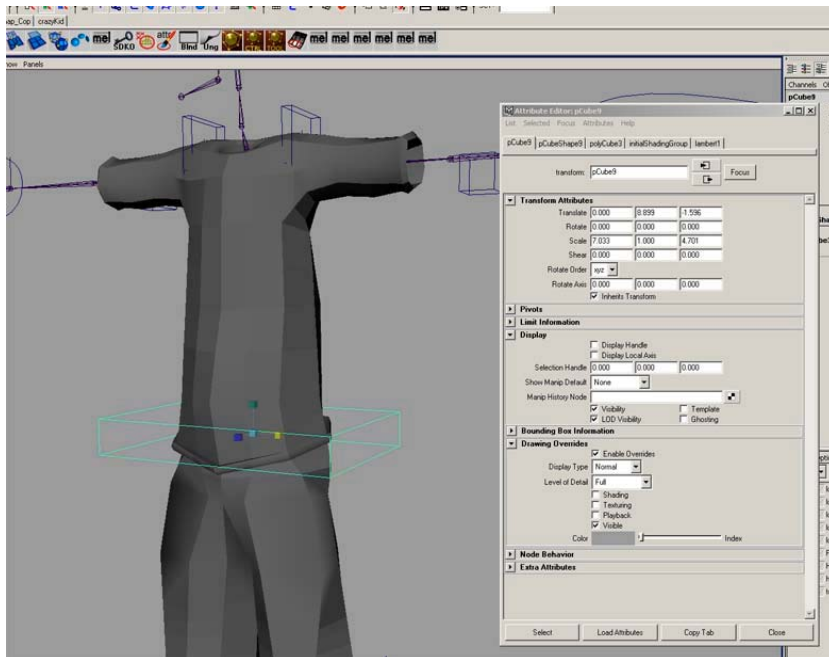 ap_Cop | crazyKid
mel SDKO attr Bind Ung mel mel mel mel mel mel
ow Panels
Channels
pCube9
Attribute Editor: pCube9
List Selected Focus Attributes Help
pCube9 | pCubeShape9 | polyCube3 | initialShadingGroup | lambert1
transform: pCube9 Focus
Transform Attributes
Translate 0.000 8.899 -1.596
Rotate 0.000 0.000 0.000
Scale 7.033 1.000 4.701
Shear 0.000 0.000 0.000
Rotate Order xyz
Rotate Axis 0.000 0.000 0.000
Inherits Transform
Pivots
Limit Information
Display
Display Handle
Display Local Axis
Selection Handle 0.000 0.000 0.000
Show Manip Default None
Manip History Node
Visibility Template
LOD Visibility Ghosting
Bounding Box Information
Drawing Overrides
Enable Overrides
Display Type Normal
Level of Detail Full
Shading
Texturing
Playback
Visible
Color Index
Node Behavior
Extra Attributes
Select Load Attributes Copy Tab Close